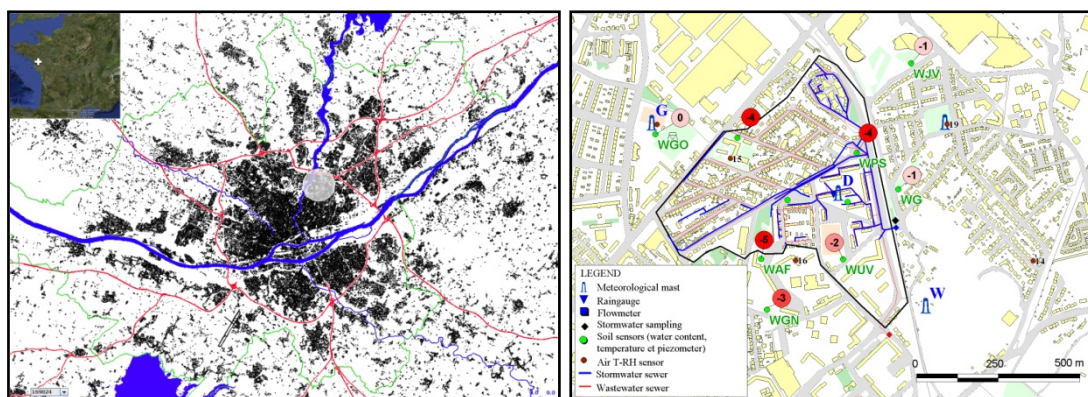 -1
WJV
G
0
WGO
-4
-4
19
15
WPS
-1
WG
D
-5
-2
WAF
16
WUV
14
W
-3
WGN
LEGEND
Meteorological mast
Raingauge
Flowmeter
Stormwater sampling
Soil sensors (water content,
temperature et piezometer)
Air T-RH sensor
Stormwater sewer
Wastewater sewer
0
250
500 m